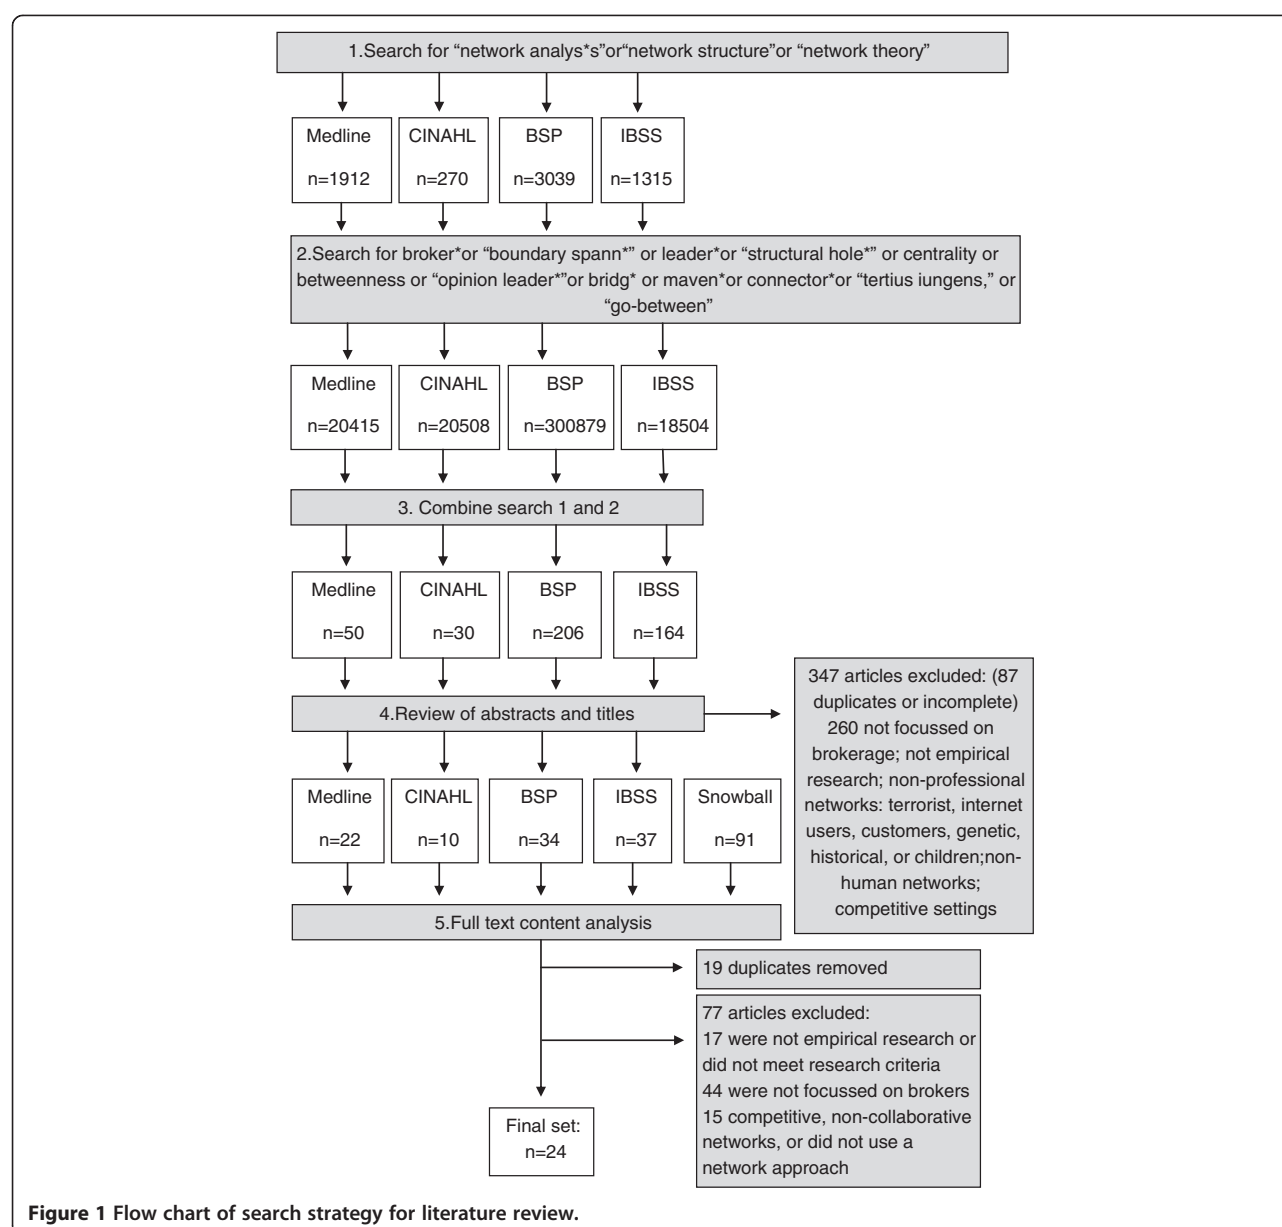 1.Search for “network analys*s”or“network structure”or “network theory”
Medline
n=1912
CINAHL
n=270
BSP
n=3039
IBSS
n=1315
2.Search for broker*or “boundary spann*” or leader*or “structural hole*” or centrality or
betweenness or “opinion leader*”or bridg* or maven*or connector*or “tertius iungens,” or
“go-between”
Medline
n=20415
CINAHL
n=20508
BSP
n=300879
IBSS
n=18504
3. Combine search 1 and 2
Medline
n=50
CINAHL
n=30
BSP
n=206
IBSS
n=164
4.Review of abstracts and titles
347 articles excluded: (87
duplicates or incomplete)
260 not focussed on
brokerage; not empirical
research; non-professional
networks: terrorist, internet
users, customers, genetic,
historical, or children;non-
human networks;
competitive settings
Medline
n=22
CINAHL
n=10
BSP
n=34
IBSS
n=37
Snowball
n=91
5.Full text content analysis
19 duplicates removed
77 articles excluded:
17 were not empirical research or
did not meet research criteria
44 were not focussed on brokers
15 competitive, non-collaborative
networks, or did not use a
network approach
Final set:
n=24
Figure 1 Flow chart of search strategy for literature review.